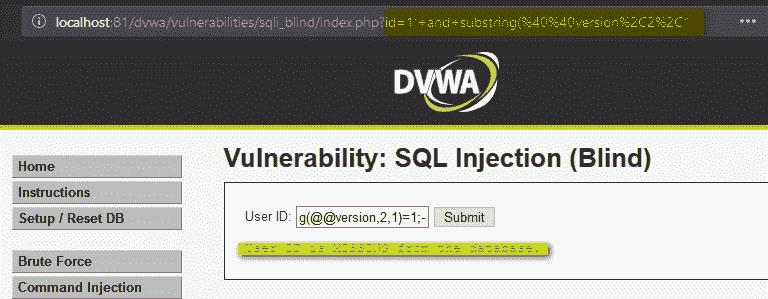 localhost:81/dvwa/vulnerabilities/sqli_blind/index.php?id=1'+and+substring(%40%40version%2C2%2C1
DVWA
Vulnerability: SQL Injection (Blind)
Home
Instructions
Setup / Reset DB
Brute Force
Command Injection
User ID: g(@@version,2,1)=1;- Submit
User ID is MISSING from the database.